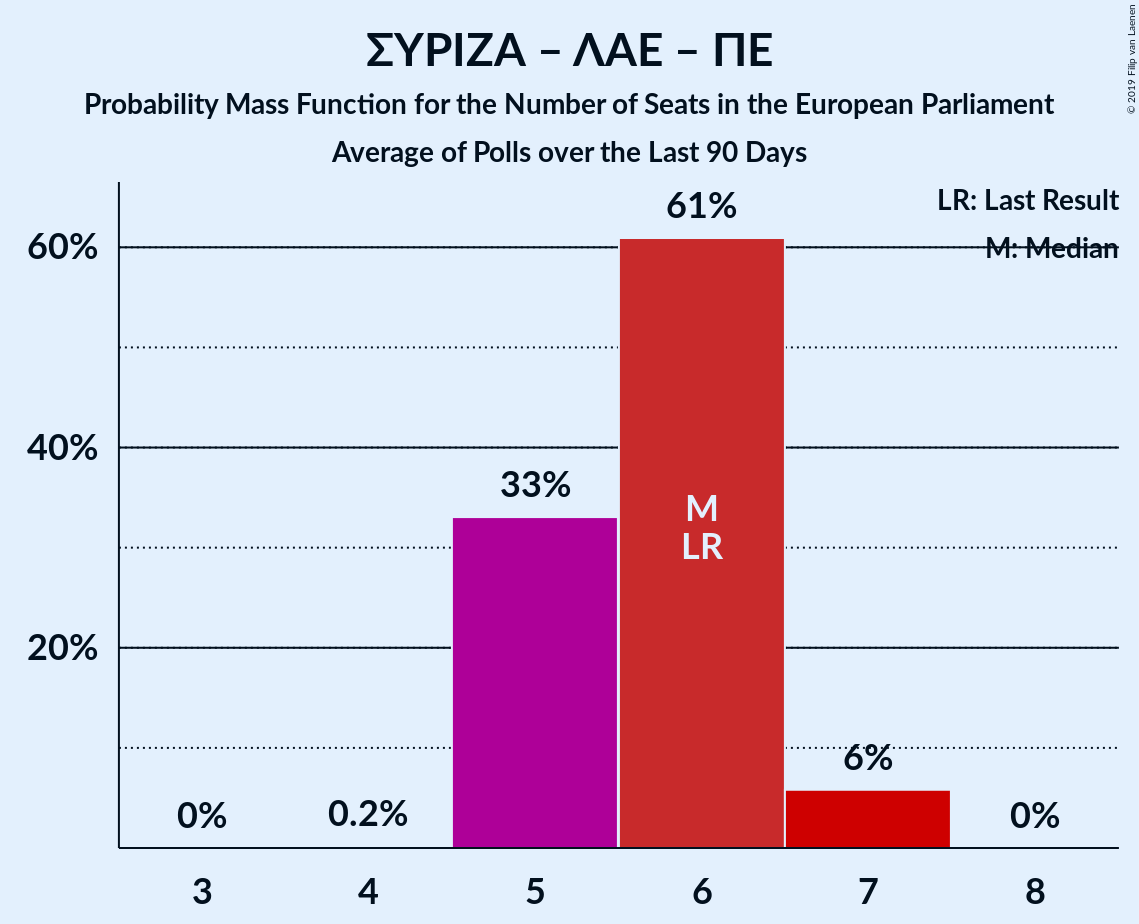 ΣΥΡΙΖΑ – ΛΑΕ – ΠΕ
Probability Mass Function for the Number of Seats in the European Parliament
Average of Polls over the Last 90 Days
© 2019 Filip van Laenen
LR: Last Result
M: Median
60%
40%
20%
0%
0.2%
33%
61%
M
LR
6%
0%
3 4 5 6 7 8